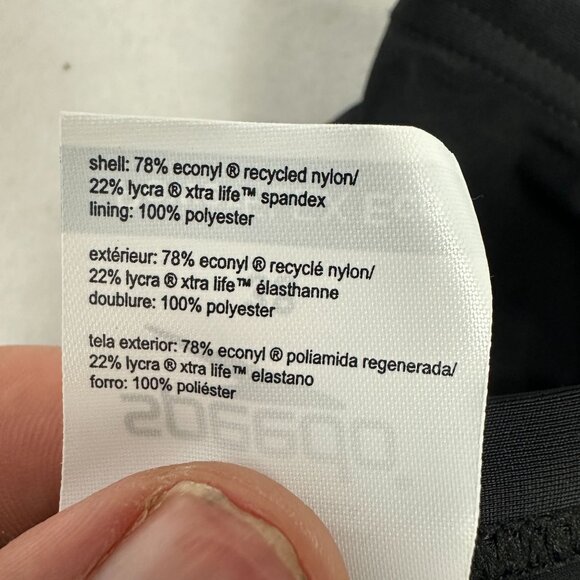 shell: 78% econyl ® recycled nylon/
22% lycra ® xtra life™ spandex
lining: 100% polyester
extérieur: 78% econyl ® recyclé nylon/
22% lycra ® xtra life™ élasthanne
doublure: 100% polyester
tela exterior: 78% econyl ® poliamida regenerada/
22% lycra ® xtra life™ elastano
forro: 100% poliéster
speedo